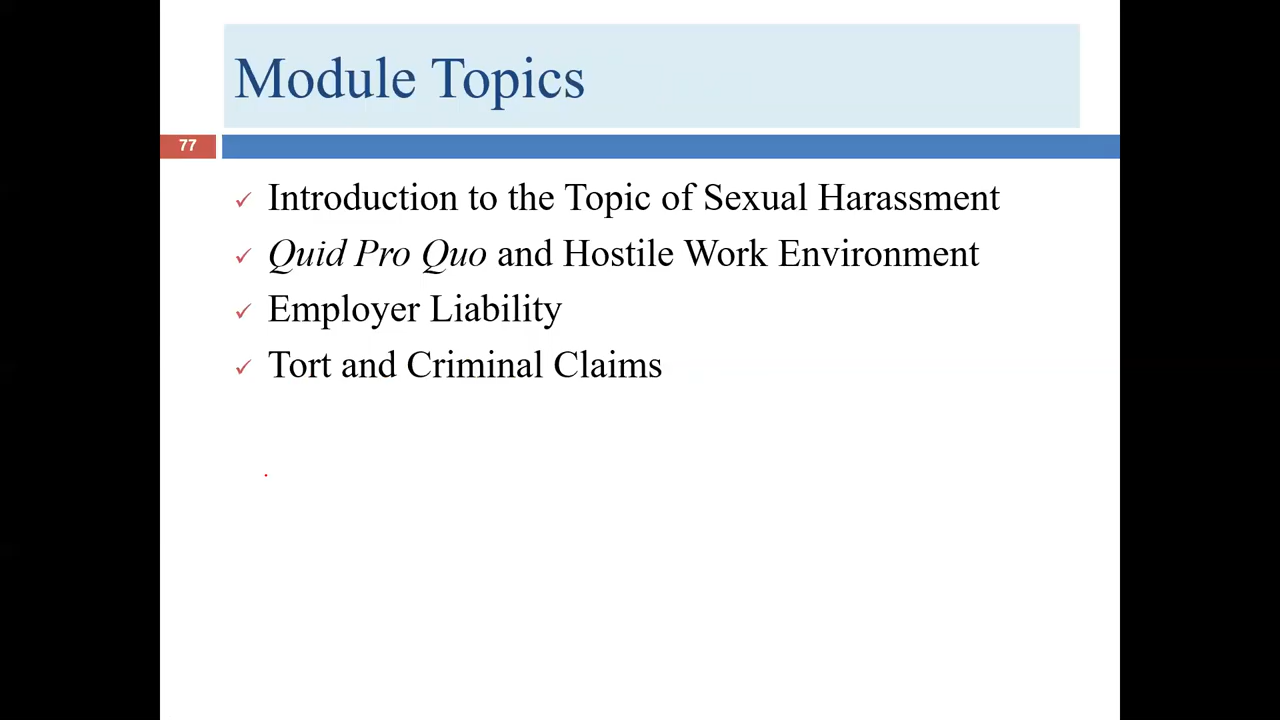 Module Topics
77
✓ Introduction to the Topic of Sexual Harassment
✓ Quid Pro Quo and Hostile Work Environment
✓ Employer Liability
✓ Tort and Criminal Claims